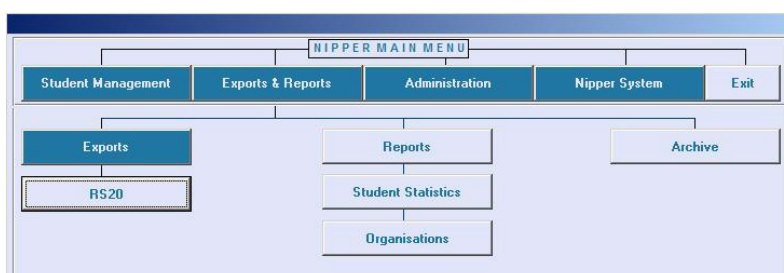 NIPPER MAIN MENU
Student Management Exports & Reports Administration Nipper System Exit
Exports Reports Archive
RS20 Student Statistics
Organisations